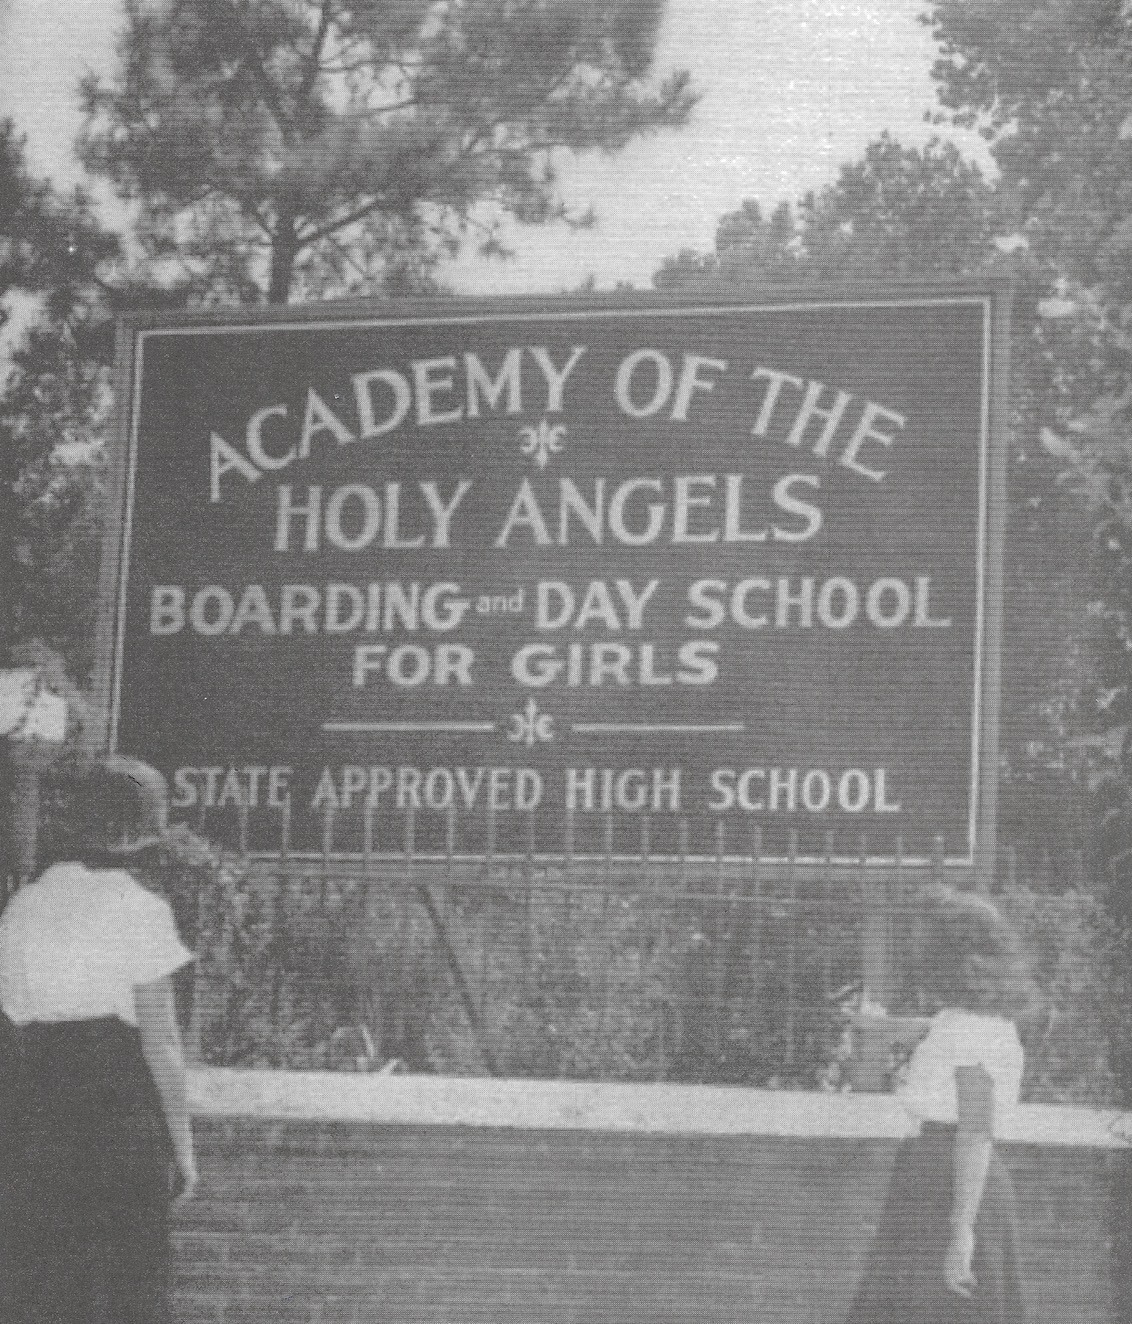 ACADEMY OF THE
HOLY ANGELS
BOARDING and DAY SCHOOL
FOR GIRLS
STATE APPROVED HIGH SCHOOL